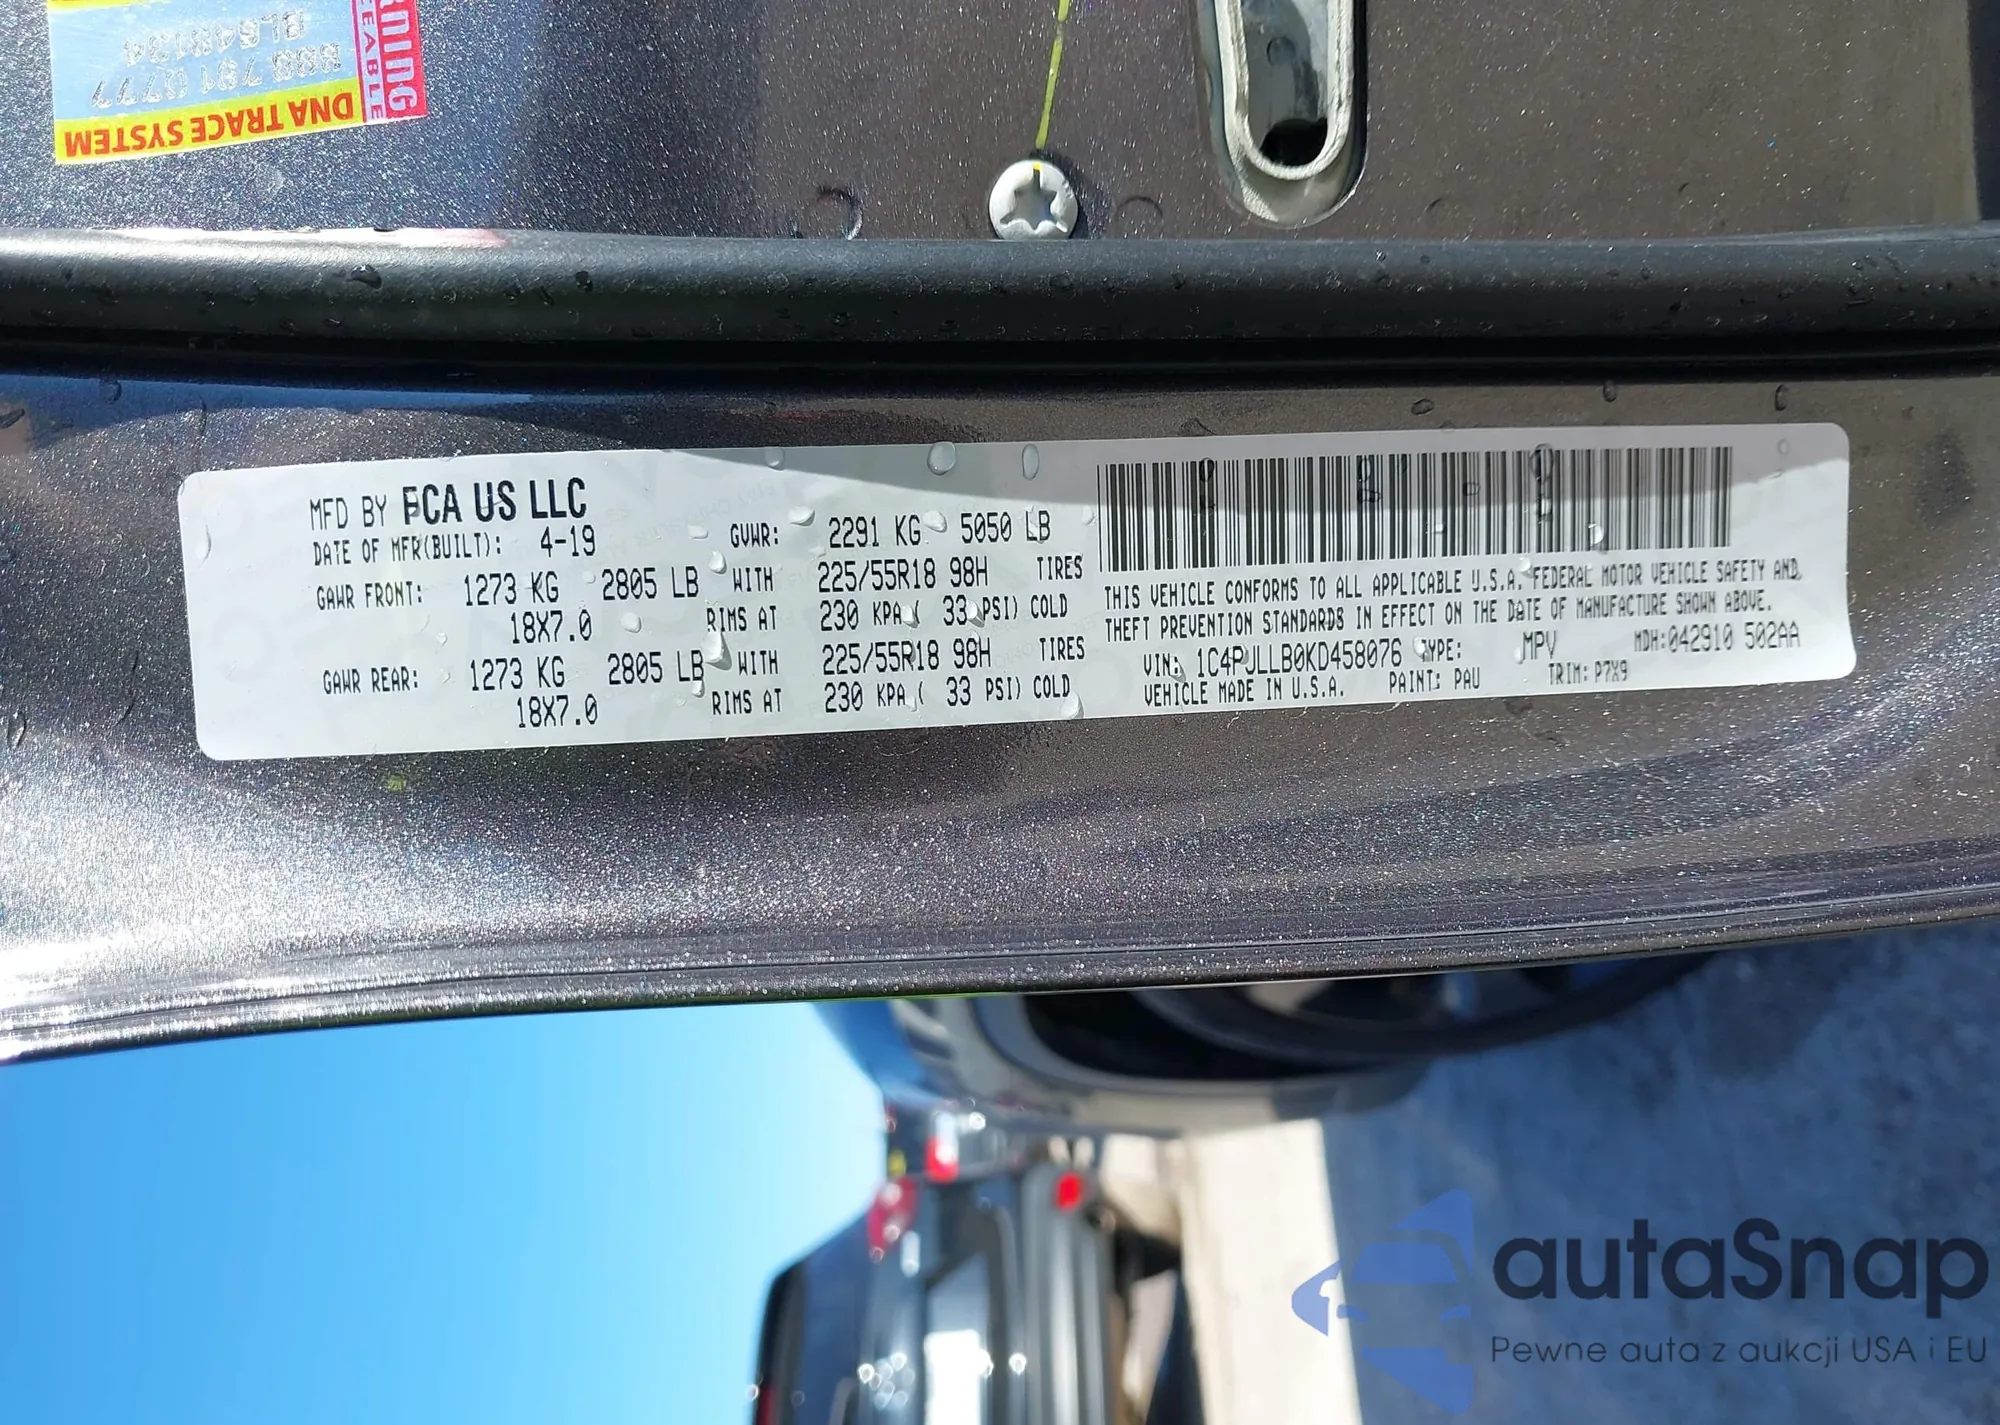 RNING
EABLE
DNA TRACE SYSTEM
MFD BY FCA US LLC
DATE OF MFR(BUILT): 4-19 GVWR: 2291 KG 5050 LB
GAWR FRONT: 1273 KG 2805 LB WITH 225/55R18 98H TIRES
18X7.0 RIMS AT 230 KPA ( 33 PSI) COLD
GAWR REAR: 1273 KG 2805 LB WITH 225/55R18 98H TIRES
18X7.0 RIMS AT 230 KPA ( 33 PSI) COLD
THIS VEHICLE CONFORMS TO ALL APPLICABLE U.S.A. FEDERAL MOTOR VEHICLE SAFETY AND
THEFT PREVENTION STANDARDS IN EFFECT ON THE DATE OF MANUFACTURE SHOWN ABOVE.
VIN: 1C4PJLLB0KD458076 TYPE: MPV MDH:042910 502AA
VEHICLE MADE IN U.S.A. PAINT: PAU TRIM: P7X9
autaSnap
Pewne auta z aukcji USA i EU